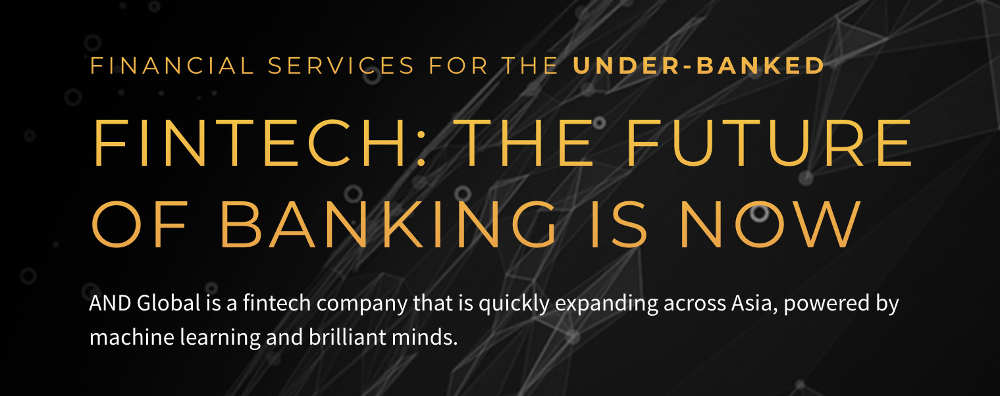 FINANCIAL SERVICES FOR THE UNDER-BANKED
FINTECH: THE FUTURE
OF BANKING IS NOW
AND Global is a fintech company that is quickly expanding across Asia, powered by
machine learning and brilliant minds.